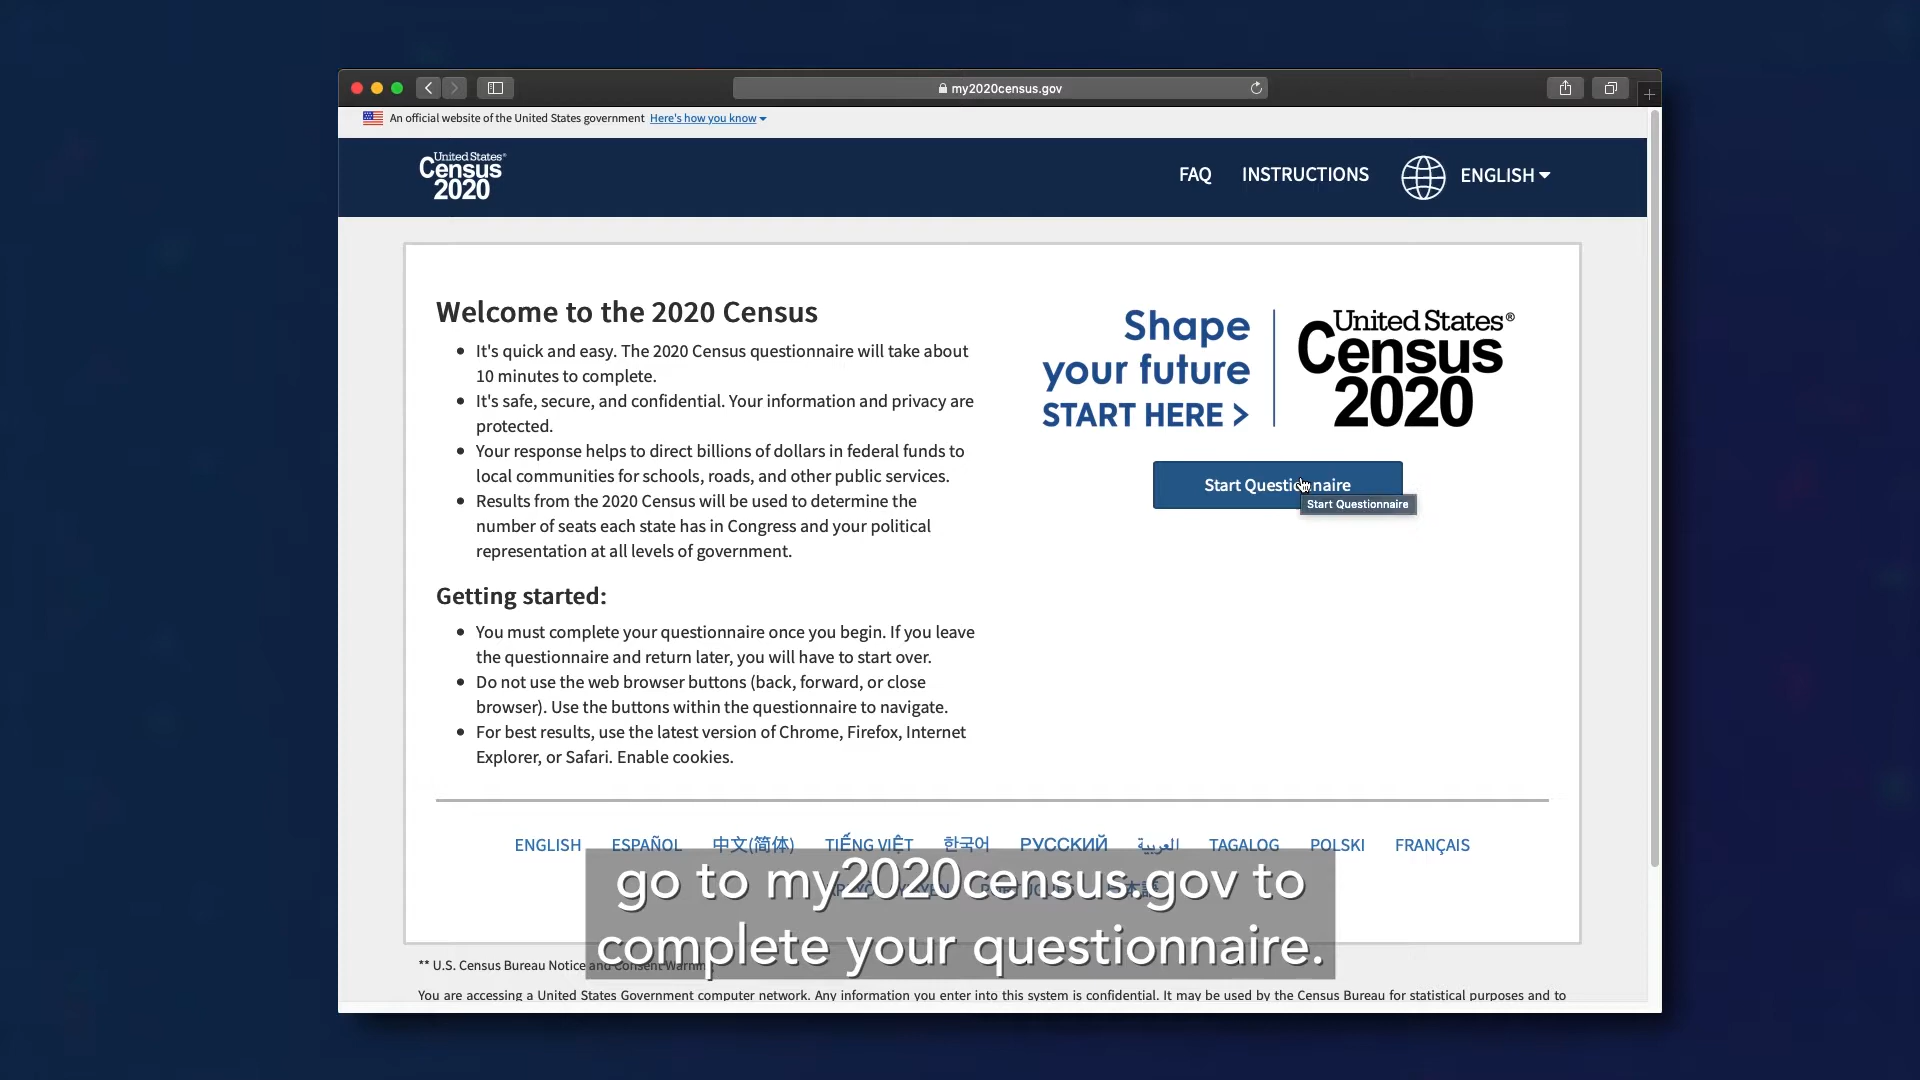 my2020census.gov
An official website of the United States government Here's how you know
United States®
Census
2020
FAQ INSTRUCTIONS ENGLISH
Welcome to the 2020 Census
It's quick and easy. The 2020 Census questionnaire will take about
10 minutes to complete.
It's safe, secure, and confidential. Your information and privacy are
protected.
Your response helps to direct billions of dollars in federal funds to
local communities for schools, roads, and other public services.
Results from the 2020 Census will be used to determine the
number of seats each state has in Congress and your political
representation at all levels of government.
Getting started:
You must complete your questionnaire once you begin. If you leave
the questionnaire and return later, you will have to start over.
Do not use the web browser buttons (back, forward, or close
browser). Use the buttons within the questionnaire to navigate.
For best results, use the latest version of Chrome, Firefox, Internet
Explorer, or Safari. Enable cookies.
Shape
your future
START HERE >
United States®
Census
2020
Start Questionnaire
Start Questionnaire
ENGLISH ESPAÑOL 中文(简体) TIẾNG VIỆT 한국어 РУССКИЙ العربية TAGALOG POLSKI FRANÇAIS
go to my2020census.gov to
complete your questionnaire.
** U.S. Census Bureau Notice and Consent Warning
You are accessing a United States Government computer network. Any information you enter into this system is confidential. It may be used by the Census Bureau for statistical purposes and to